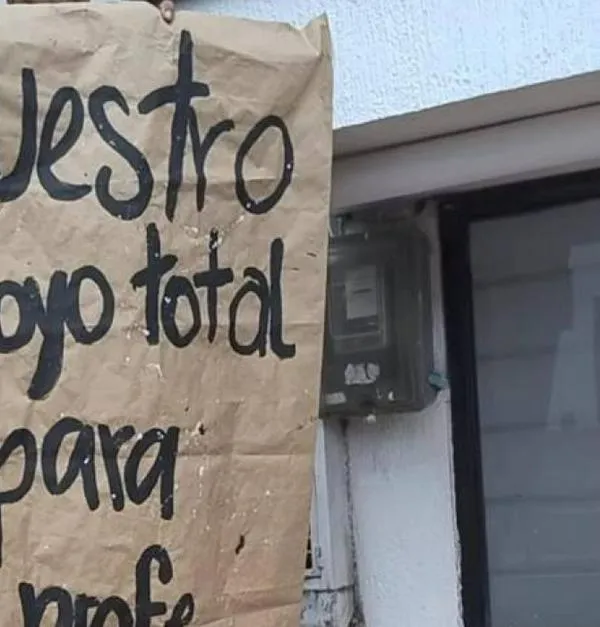 uestro
oyo total
para
profe